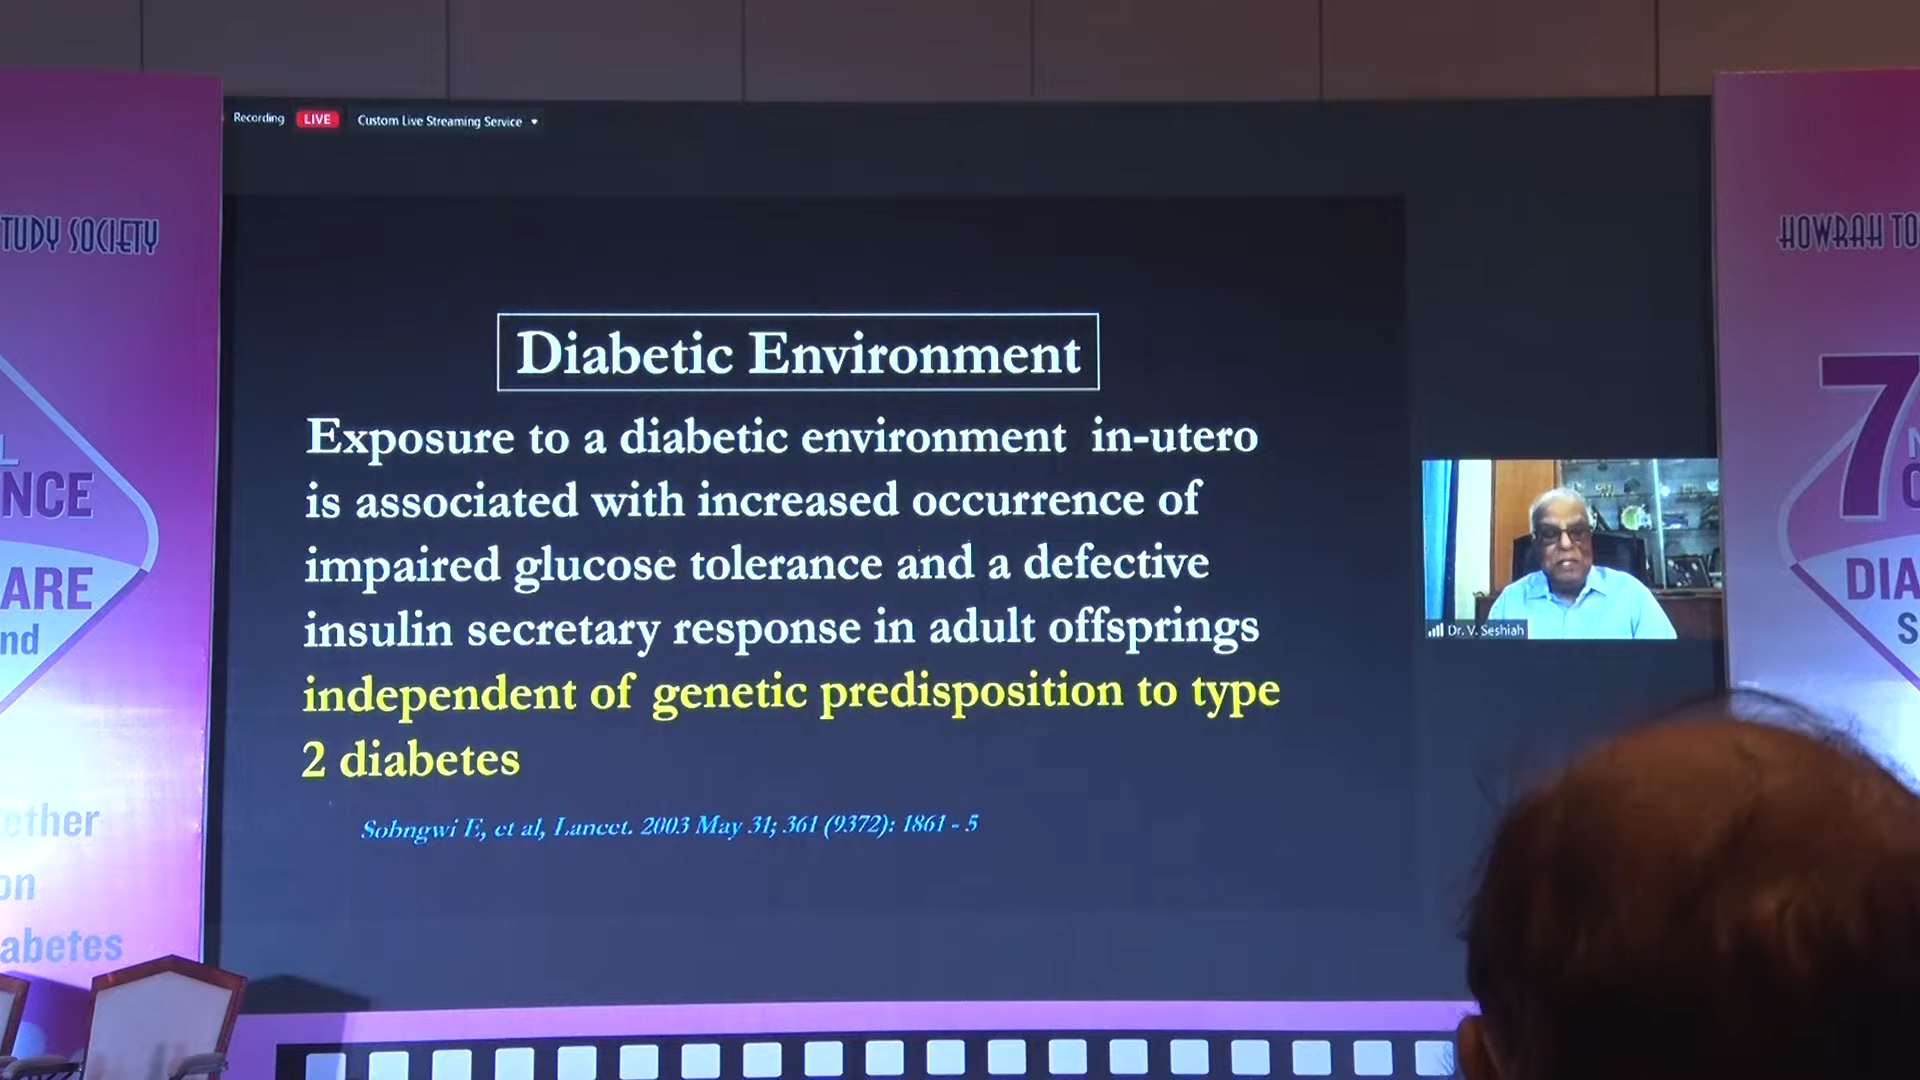 Recording LIVE Custom Live Streaming Service
TUDY SOCIETY
HOWRAH TO
Diabetic Environment
Exposure to a diabetic environment in-utero
is associated with increased occurrence of
impaired glucose tolerance and a defective
insulin secretary response in adult offsprings
independent of genetic predisposition to type
2 diabetes
Sobngwi E, et al, Lancet. 2003 May 31; 361 (9372): 1861 - 5
Dr. V. Seshiah
L
NCE
ARE
nd
ether
on
abetes
7
DIA
S